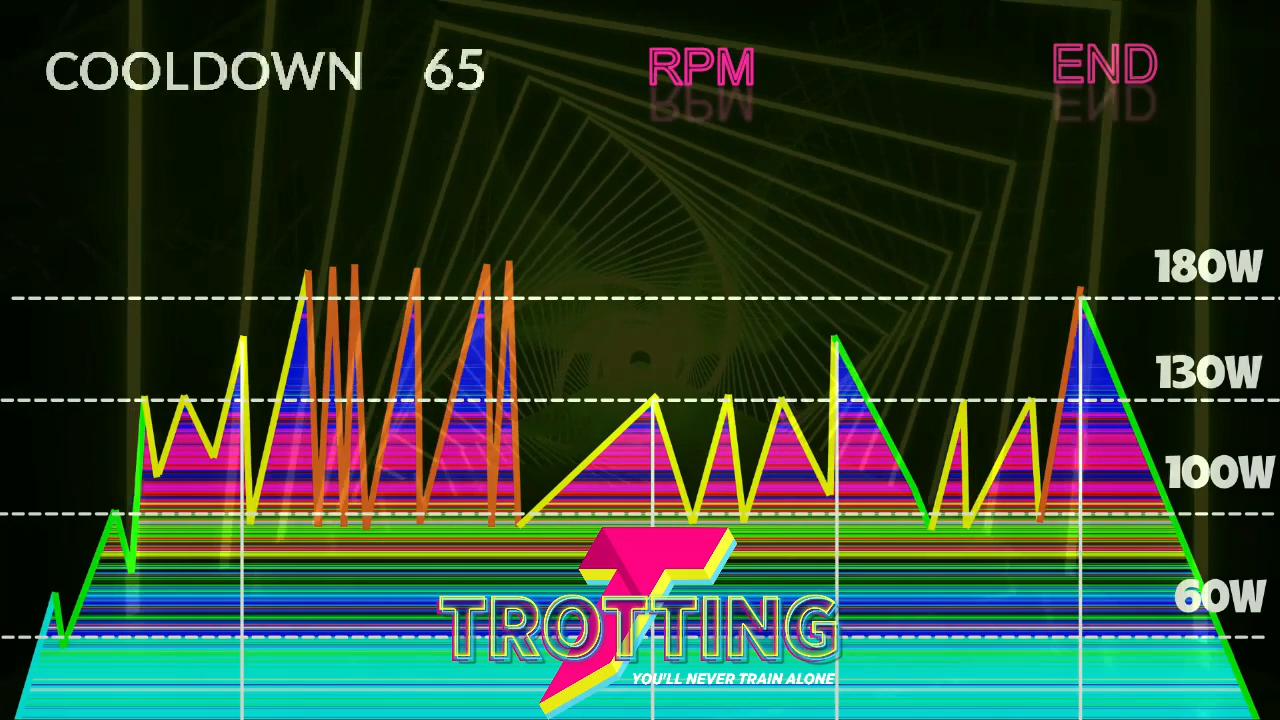 COOLDOWN 65 RPM END
180W
130W
100W
60W
TROTTING
YOU'LL NEVER TRAIN ALONE